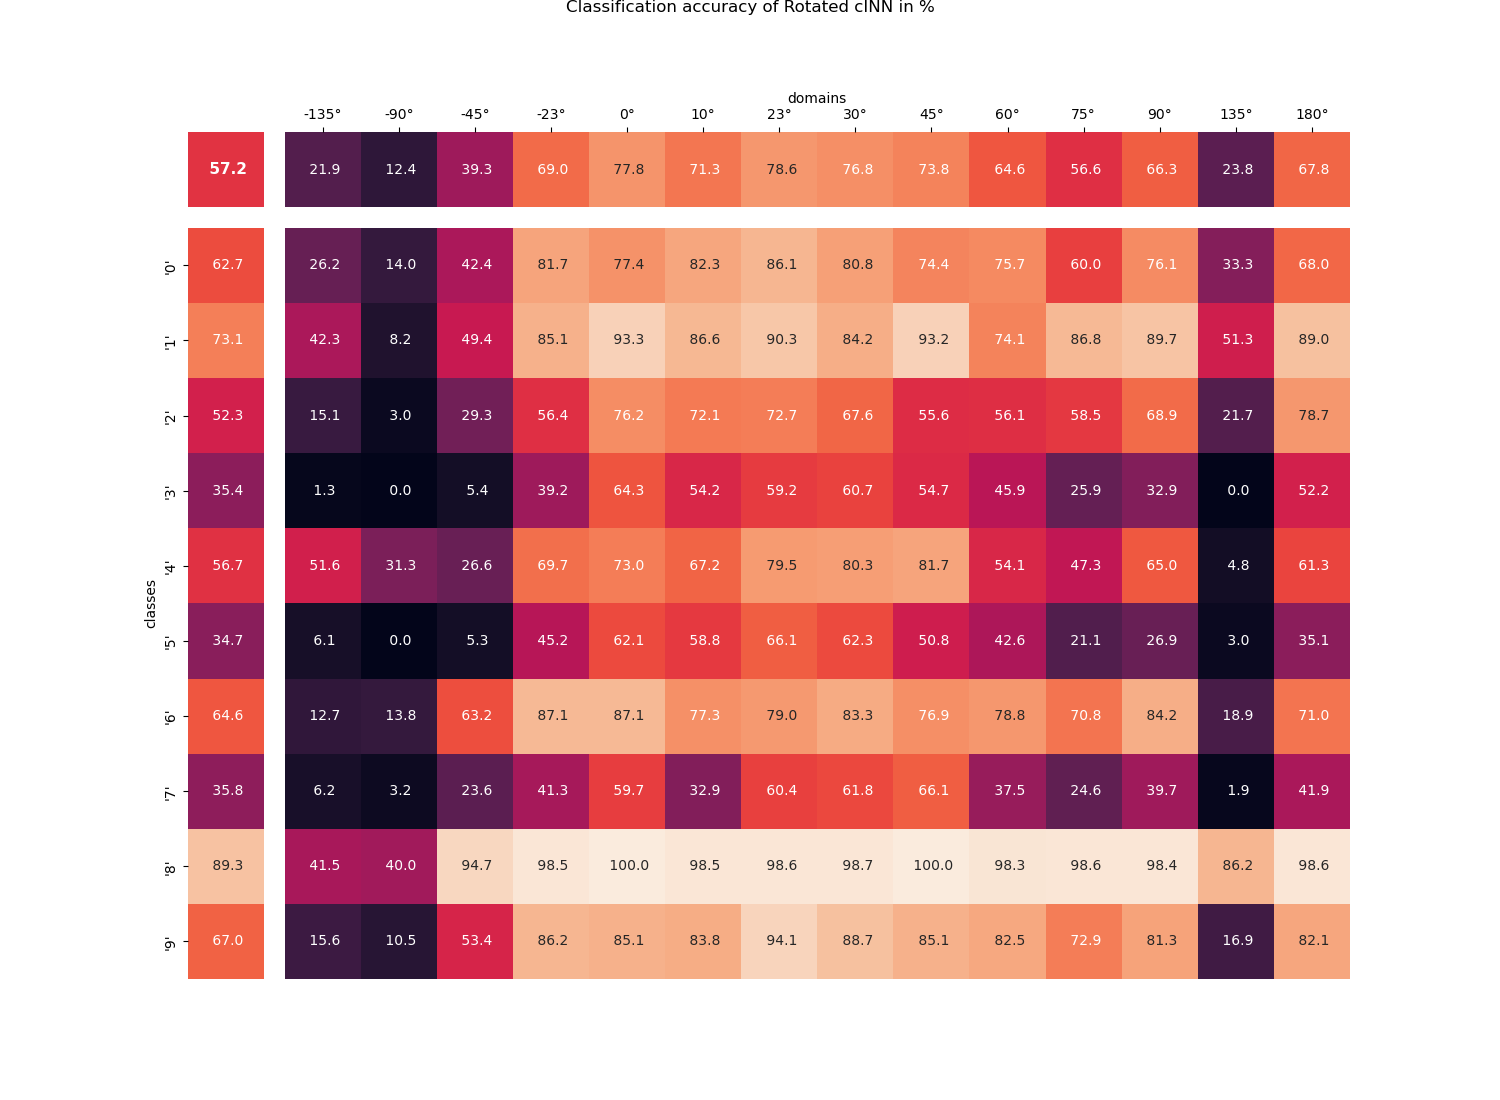 Classification accuracy of Rotated cINN in %
domains
-135° -90° -45° -23° 0° 10° 23° 30° 45° 60° 75° 90° 135° 180°
57.2 21.9 12.4 39.3 69.0 77.8 71.3 78.6 76.8 73.8 64.6 56.6 66.3 23.8 67.8
classes
'0' 62.7 26.2 14.0 42.4 81.7 77.4 82.3 86.1 80.8 74.4 75.7 60.0 76.1 33.3 68.0
'1' 73.1 42.3 8.2 49.4 85.1 93.3 86.6 90.3 84.2 93.2 74.1 86.8 89.7 51.3 89.0
'2' 52.3 15.1 3.0 29.3 56.4 76.2 72.1 72.7 67.6 55.6 56.1 58.5 68.9 21.7 78.7
'3' 35.4 1.3 0.0 5.4 39.2 64.3 54.2 59.2 60.7 54.7 45.9 25.9 32.9 0.0 52.2
'4' 56.7 51.6 31.3 26.6 69.7 73.0 67.2 79.5 80.3 81.7 54.1 47.3 65.0 4.8 61.3
'5' 34.7 6.1 0.0 5.3 45.2 62.1 58.8 66.1 62.3 50.8 42.6 21.1 26.9 3.0 35.1
'6' 64.6 12.7 13.8 63.2 87.1 87.1 77.3 79.0 83.3 76.9 78.8 70.8 84.2 18.9 71.0
'7' 35.8 6.2 3.2 23.6 41.3 59.7 32.9 60.4 61.8 66.1 37.5 24.6 39.7 1.9 41.9
'8' 89.3 41.5 40.0 94.7 98.5 100.0 98.5 98.6 98.7 100.0 98.3 98.6 98.4 86.2 98.6
'9' 67.0 15.6 10.5 53.4 86.2 85.1 83.8 94.1 88.7 85.1 82.5 72.9 81.3 16.9 82.1